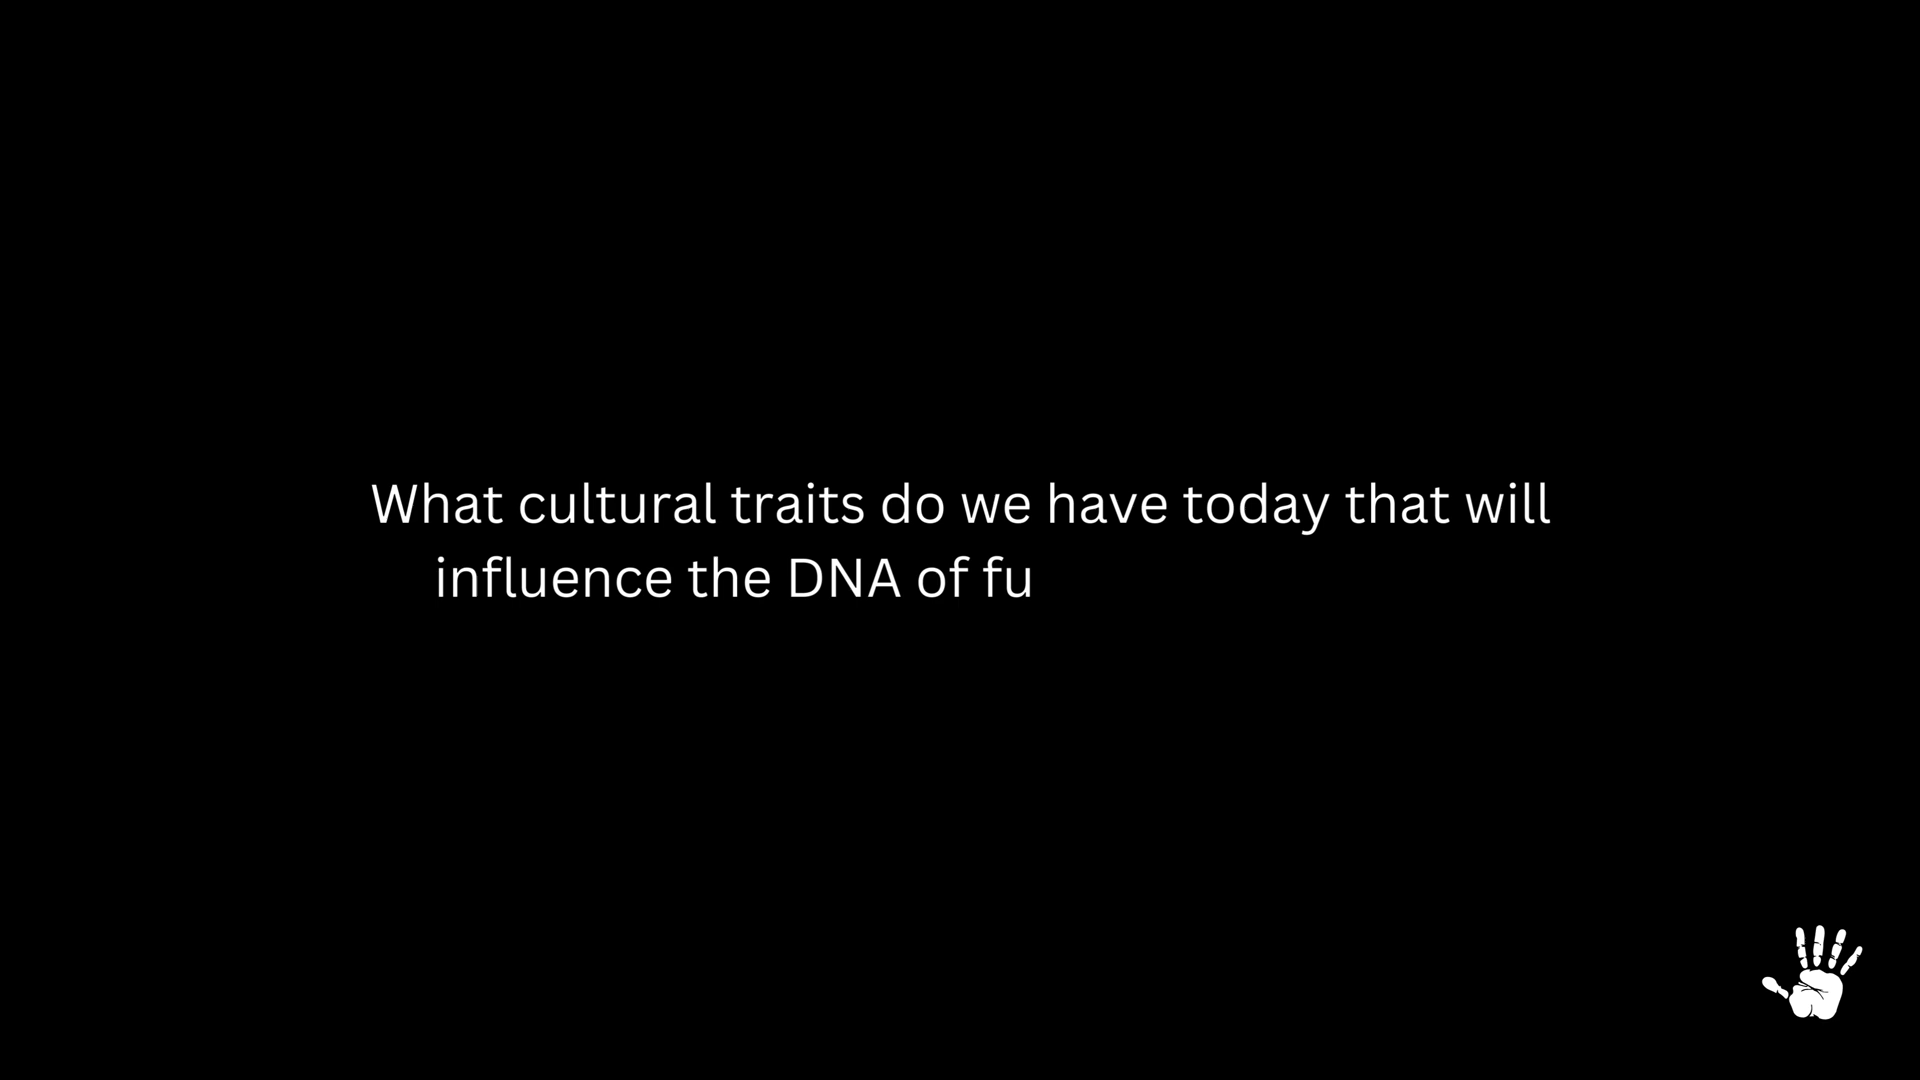 What cultural traits do we have today that will
influence the DNA of fu